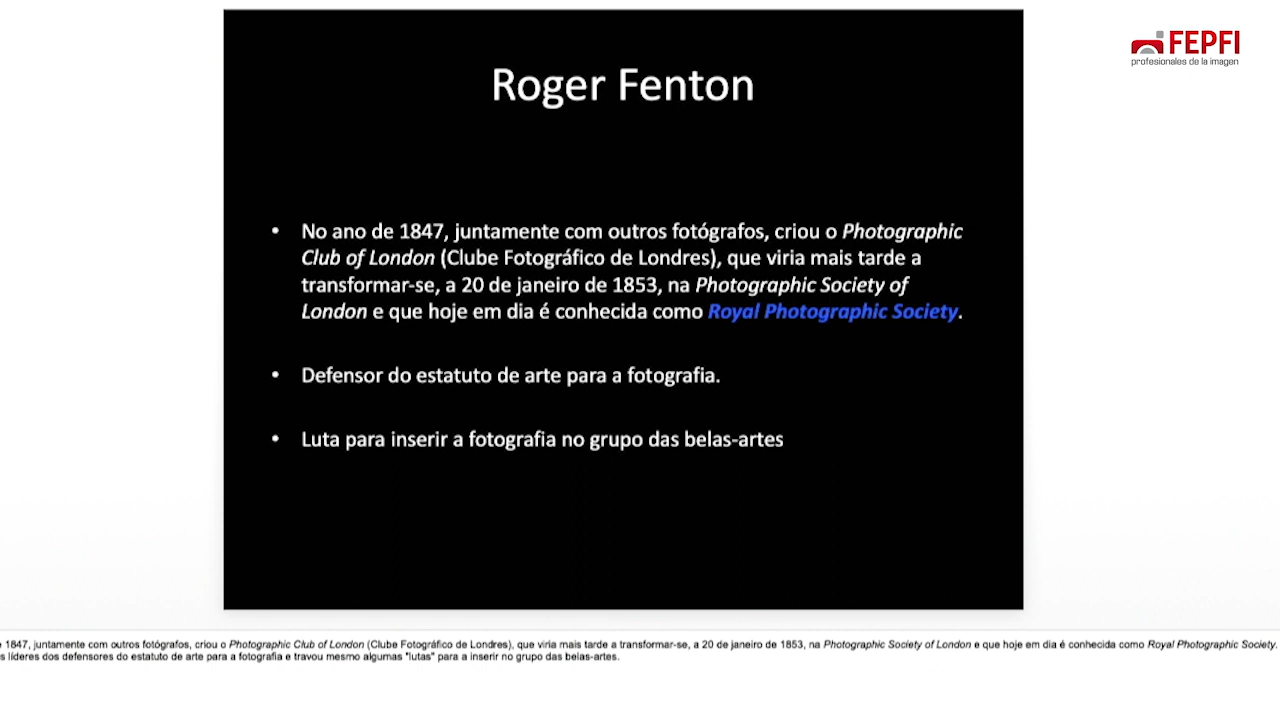 FEPFI
profesionales de la imagen
Roger Fenton
• No ano de 1847, juntamente com outros fotógrafos, criou o Photographic
Club of London (Clube Fotográfico de Londres), que viria mais tarde a
transformar-se, a 20 de janeiro de 1853, na Photographic Society of
London e que hoje em dia é conhecida como Royal Photographic Society.
• Defensor do estatuto de arte para a fotografia.
• Luta para inserir a fotografia no grupo das belas-artes
1847, juntamente com outros fotógrafos, criou o Photographic Club of London (Clube Fotográfico de Londres), que viria mais tarde a transformar-se, a 20 de janeiro de 1853, na Photographic Society of London e que hoje em dia é conhecida como Royal Photographic Society.
líderes dos defensores do estatuto de arte para a fotografia e travou mesmo algumas "lutas" para a inserir no grupo das belas-artes.